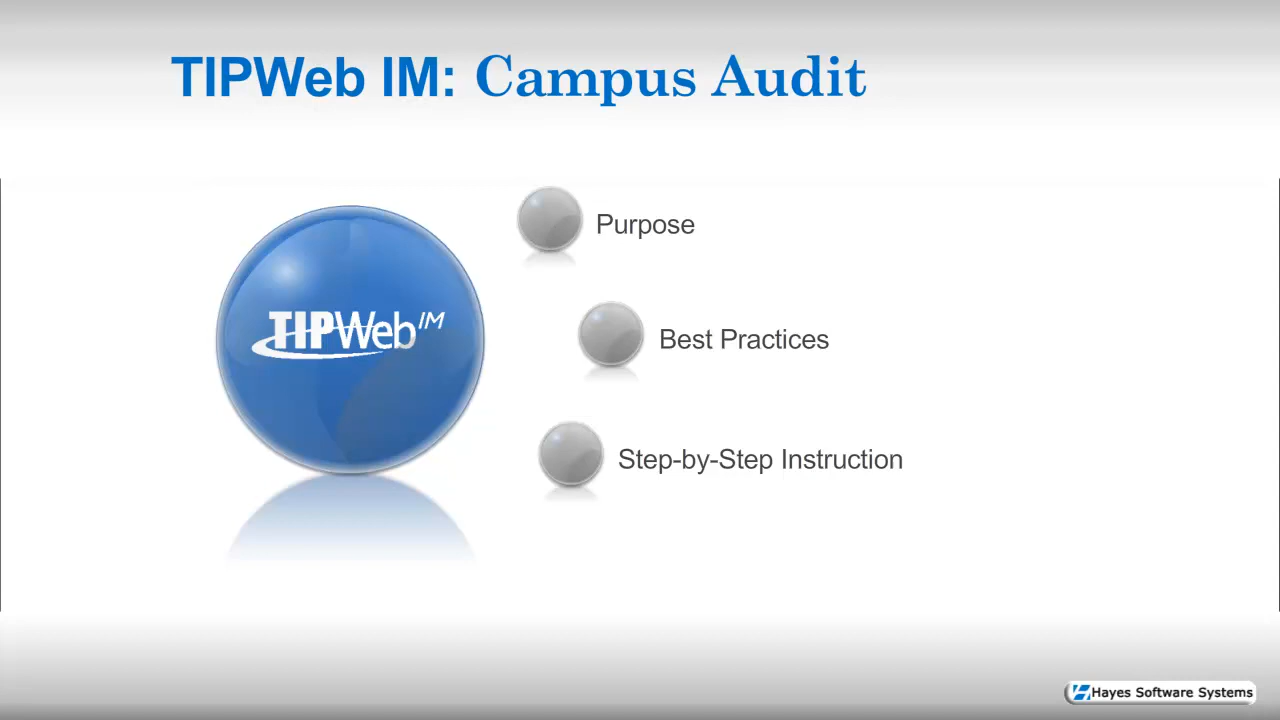 TIPWeb IM: Campus Audit
Purpose
TIPWeb IM
Best Practices
Step-by-Step Instruction
Hayes Software Systems